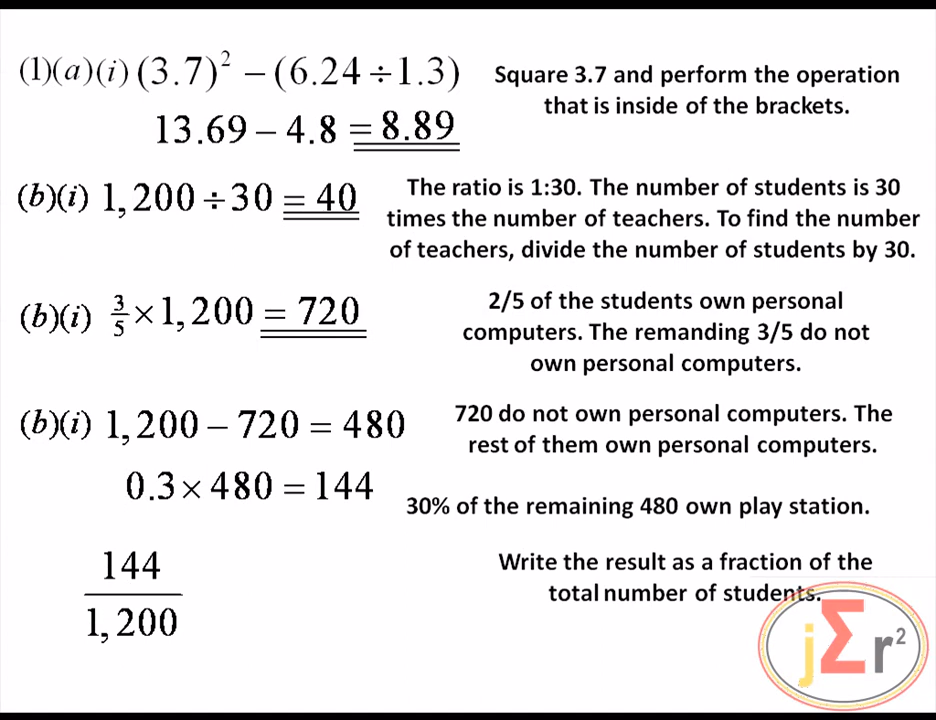 (1)(a)(i) (3.7)² − (6.24 ÷ 1.3)
Square 3.7 and perform the operation
that is inside of the brackets.
13.69 − 4.8 = 8.89
(b)(i) 1,200 ÷ 30 = 40
The ratio is 1:30. The number of students is 30
times the number of teachers. To find the number
of teachers, divide the number of students by 30.
(b)(i) 3/5 × 1,200 = 720
2/5 of the students own personal
computers. The remanding 3/5 do not
own personal computers.
(b)(i) 1,200 − 720 = 480
720 do not own personal computers. The
rest of them own personal computers.
0.3 × 480 = 144
30% of the remaining 480 own play station.
144
1,200
Write the result as a fraction of the
total number of students.
jΣr²